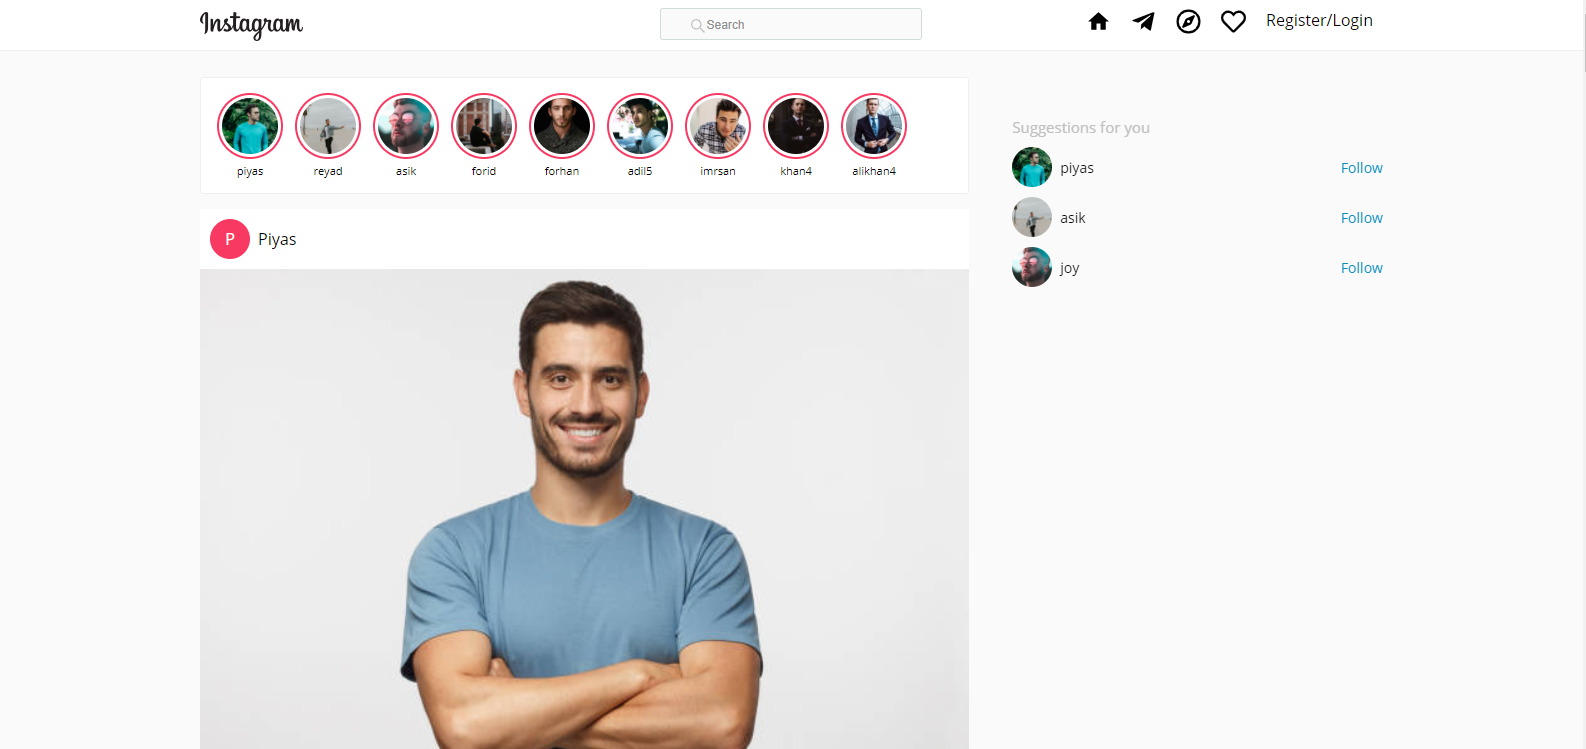 Instagram
Search
Register/Login
piyas
reyad
asik
forid
forhan
adil5
imrsan
khan4
alikhan4
P
Piyas
Suggestions for you
piyas
Follow
asik
Follow
joy
Follow